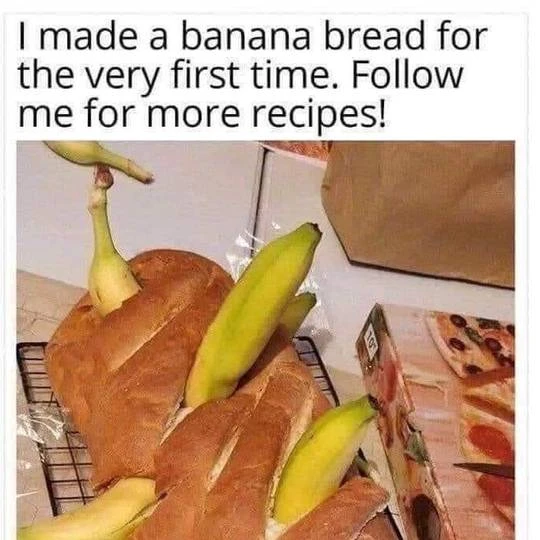 I made a banana bread for
the very first time. Follow
me for more recipes!